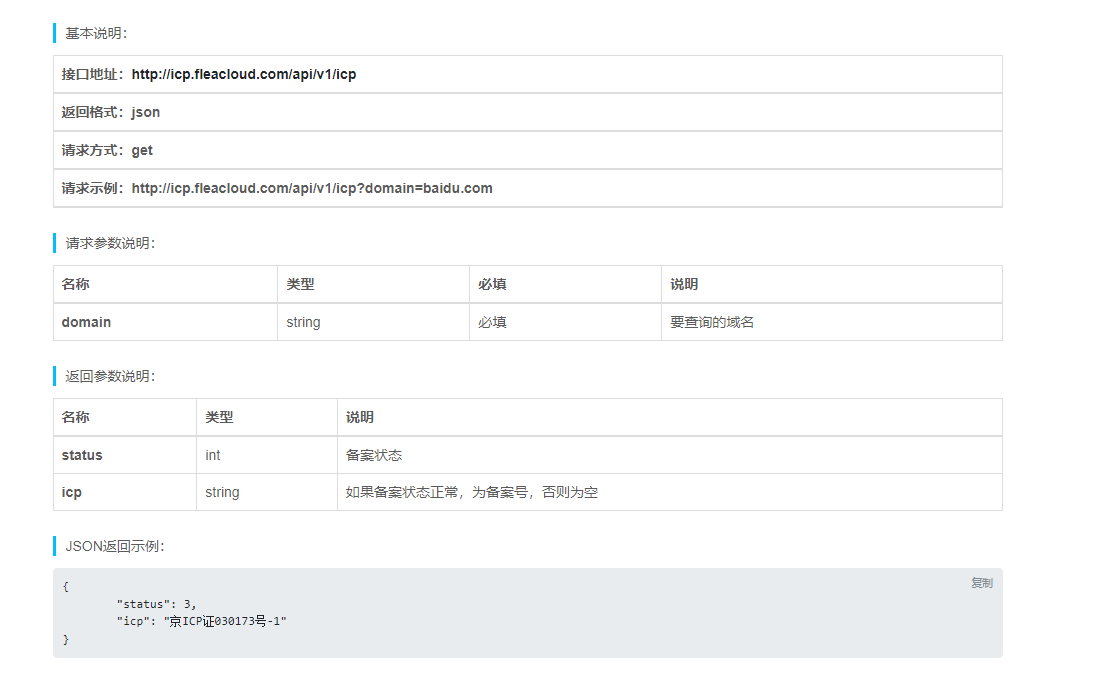 基本说明：
接口地址：http://icp.fleacloud.com/api/v1/icp
返回格式：json
请求方式：get
请求示例：http://icp.fleacloud.com/api/v1/icp?domain=baidu.com
请求参数说明：
名称 类型 必填 说明
domain string 必填 要查询的域名
返回参数说明：
名称 类型 说明
status int 备案状态
icp string 如果备案状态正常，为备案号，否则为空
JSON返回示例：
复制
{
"status": 3,
"icp": "京ICP证030173号-1"
}